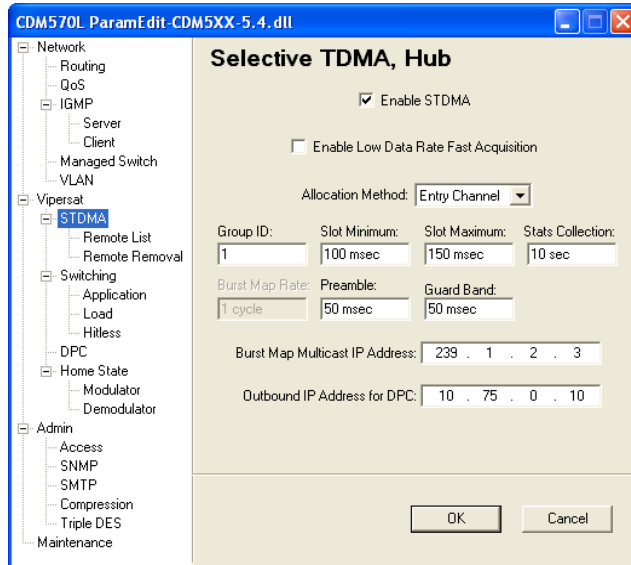 CDM570L ParamEdit-CDM5XX-5.4.dll
Network
Routing
QoS
IGMP
Server
Client
Managed Switch
VLAN
Vipersat
STDMA
Remote List
Remote Removal
Switching
Application
Load
Hitless
DPC
Home State
Modulator
Demodulator
Admin
Access
SNMP
SMTP
Compression
Triple DES
Maintenance
Selective TDMA, Hub
Enable STDMA
Enable Low Data Rate Fast Acquisition
Allocation Method: Entry Channel
Group ID: Slot Minimum: Slot Maximum: Stats Collection:
1 100 msec 150 msec 10 sec
Burst Map Rate: Preamble: Guard Band:
1 cycle 50 msec 50 msec
Burst Map Multicast IP Address: 239 . 1 . 2 . 3
Outbound IP Address for DPC: 10 . 75 . 0 . 10
OK Cancel